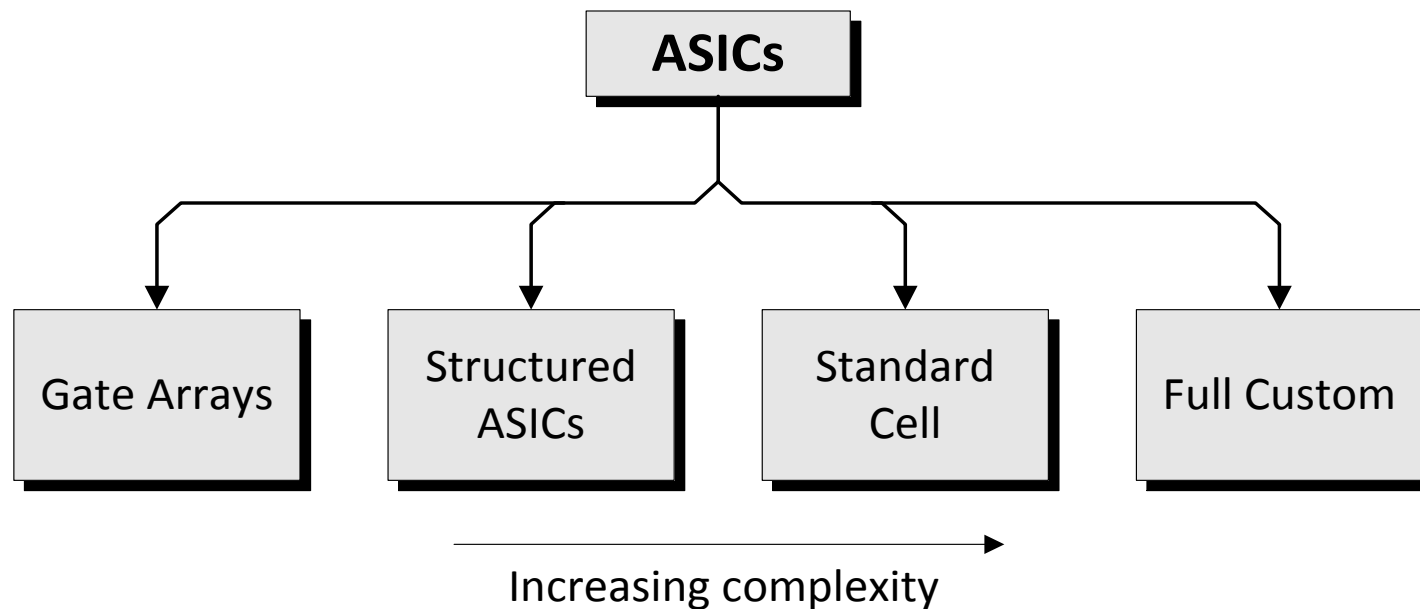 ASICs
Gate Arrays
Structured
ASICs
Standard
Cell
Full Custom
Increasing complexity